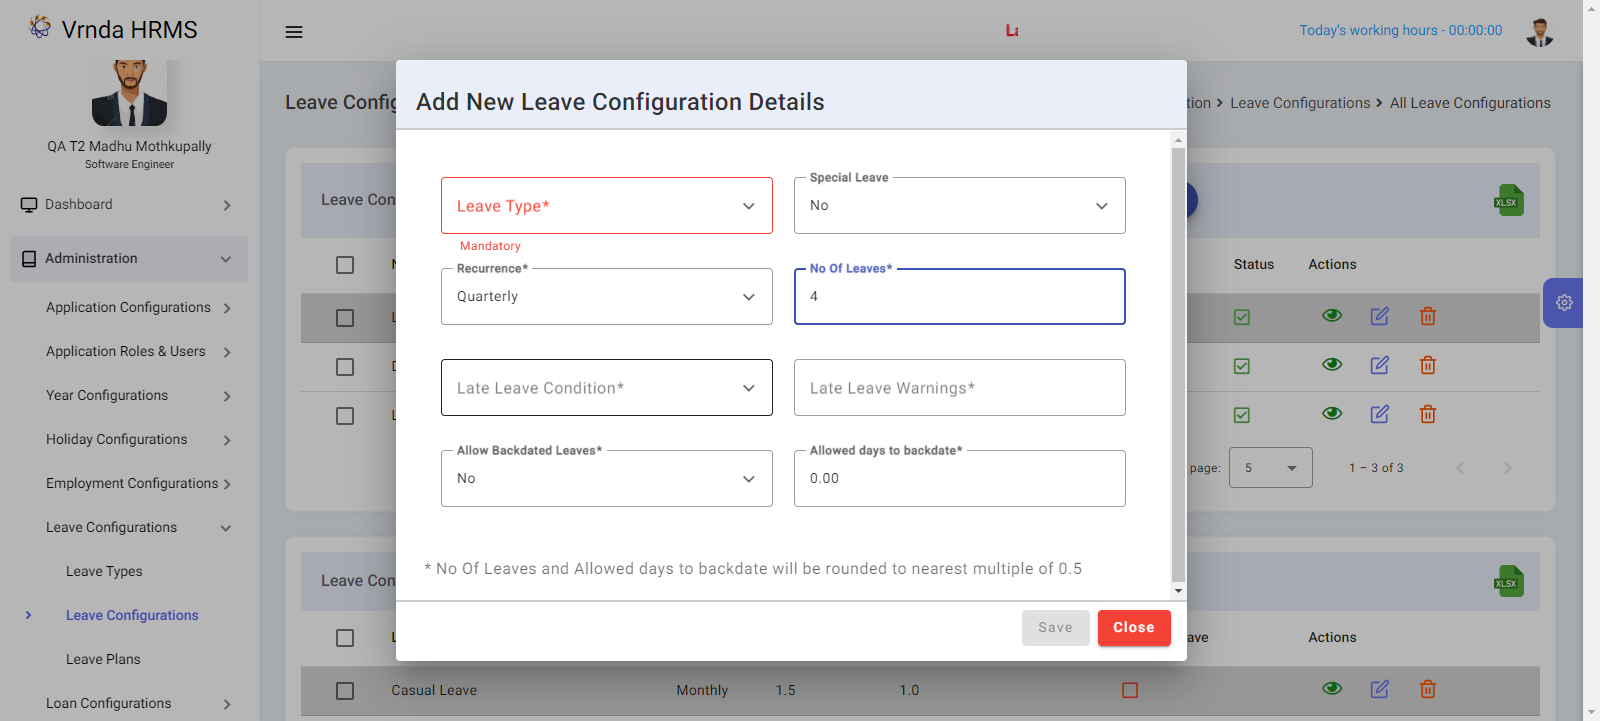 Vrnda HRMS
Today's working hours - 00:00:00
QA T2 Madhu Mothkupally
Software Engineer
Dashboard
Administration
Application Configurations
Application Roles & Users
Year Configurations
Holiday Configurations
Employment Configurations
Leave Configurations
Leave Types
Leave Configurations
Leave Plans
Loan Configurations
Leave Config
tion > Leave Configurations > All Leave Configurations
Leave Con
XLSX
Status Actions
page: 5 1 – 3 of 3
Leave Con
XLSX
ave Actions
Casual Leave Monthly 1.5 1.0
Add New Leave Configuration Details
Leave Type*
Mandatory
Special Leave
No
Recurrence*
Quarterly
No Of Leaves*
4
Late Leave Condition*
Late Leave Warnings*
Allow Backdated Leaves*
No
Allowed days to backdate*
0.00
* No Of Leaves and Allowed days to backdate will be rounded to nearest multiple of 0.5
Save
Close